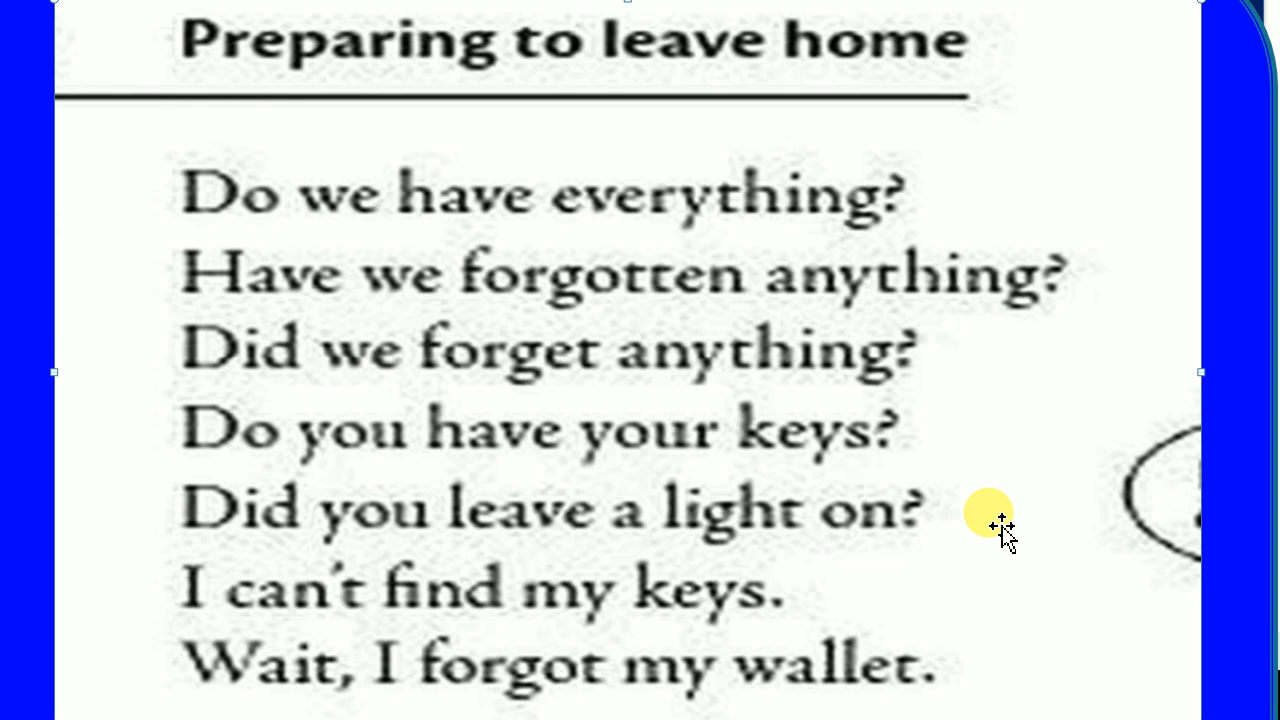 Preparing to leave home
Do we have everything?
Have we forgotten anything?
Did we forget anything?
Do you have your keys?
Did you leave a light on?
I can't find my keys.
Wait, I forgot my wallet.